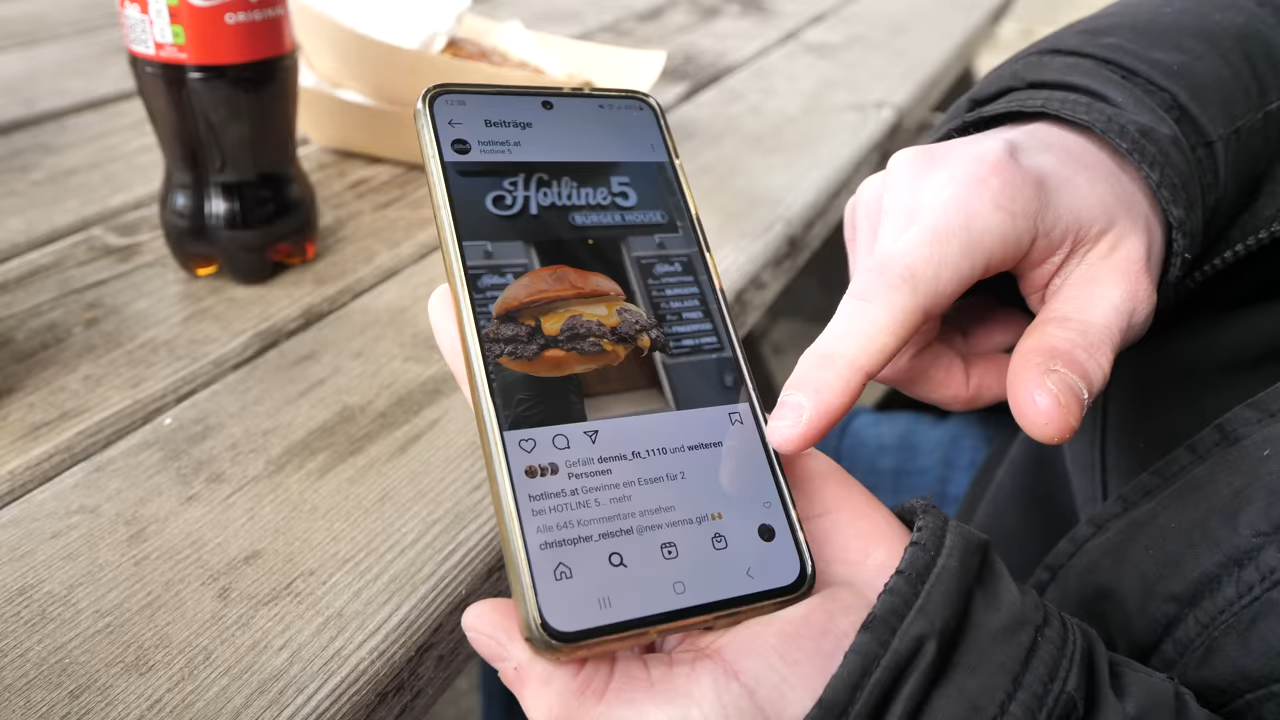 ORIGINAL
12:38
Beiträge
hotline5.at
Hotline 5
Hotline5
BURGER HOUSE
Hotline5
BURGERS
SALADS
FRIES
FINGERFOOD
Gefällt dennis_fit_1110 und weiteren
Personen
hotline5.at Gewinne ein Essen für 2
bei HOTLINE 5... mehr
Alle 645 Kommentare ansehen
christopher_reischel @new.vienna.girl 🙌